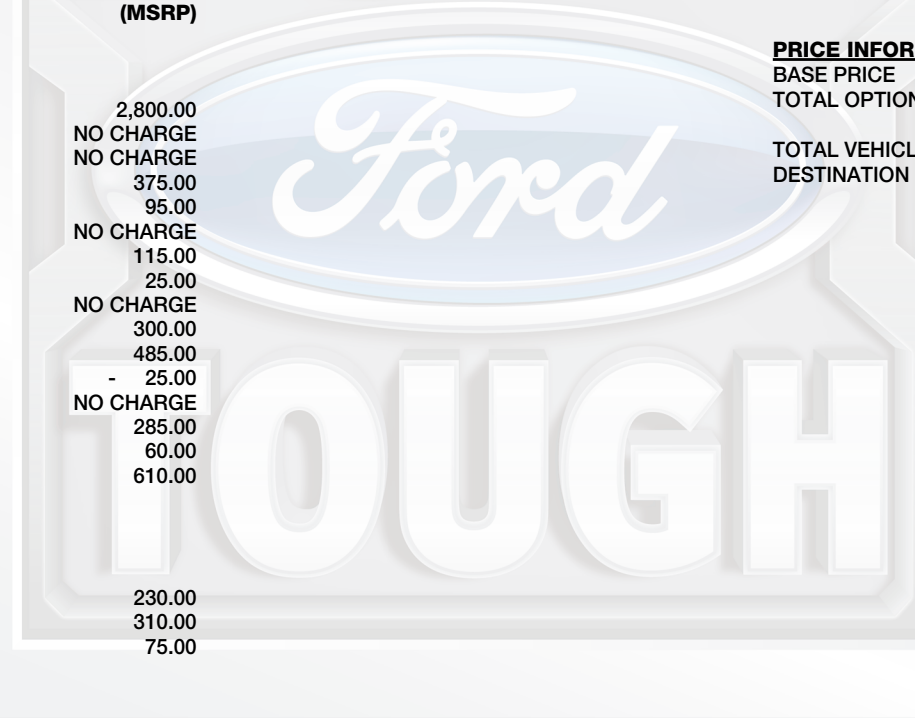 (MSRP)
2,800.00
NO CHARGE
NO CHARGE
375.00
95.00
NO CHARGE
115.00
25.00
NO CHARGE
300.00
485.00
- 25.00
NO CHARGE
285.00
60.00
610.00
230.00
310.00
75.00
PRICE INFOR
BASE PRICE
TOTAL OPTION
TOTAL VEHICL
DESTINATION
Ford
TOUGH